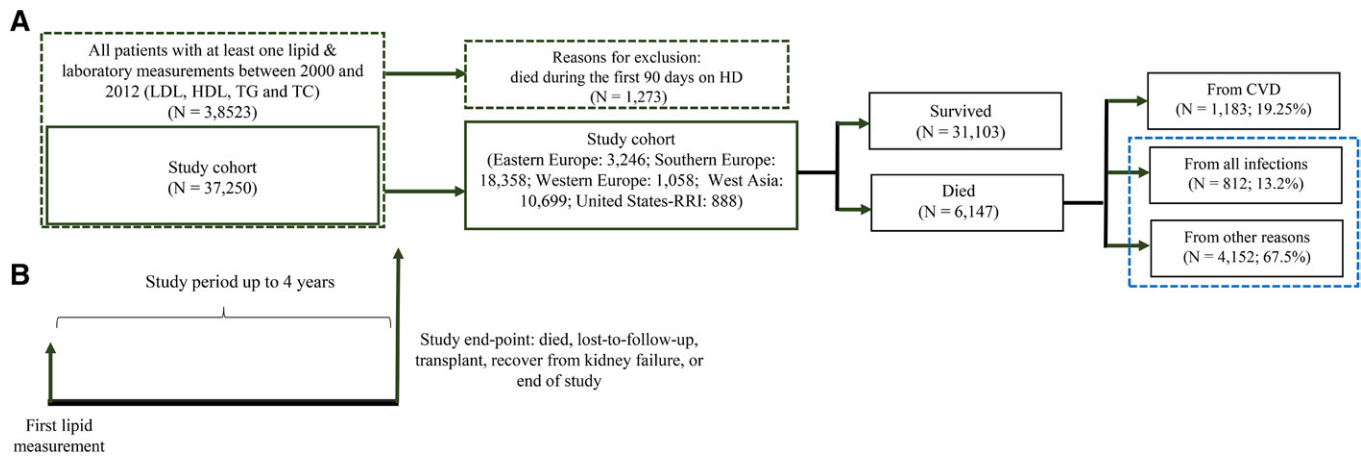 A
All patients with at least one lipid &
laboratory measurements between 2000 and
2012 (LDL, HDL, TG and TC)
(N = 3,8523)
Study cohort
(N = 37,250)
Reasons for exclusion:
died during the first 90 days on HD
(N = 1,273)
Study cohort
(Eastern Europe: 3,246; Southern Europe:
18,358; Western Europe: 1,058; West Asia:
10,699; United States-RRI: 888)
Survived
(N = 31,103)
Died
(N = 6,147)
From CVD
(N = 1,183; 19.25%)
From all infections
(N = 812; 13.2%)
From other reasons
(N = 4,152; 67.5%)
B
Study period up to 4 years
Study end-point: died, lost-to-follow-up,
transplant, recover from kidney failure, or
end of study
First lipid
measurement